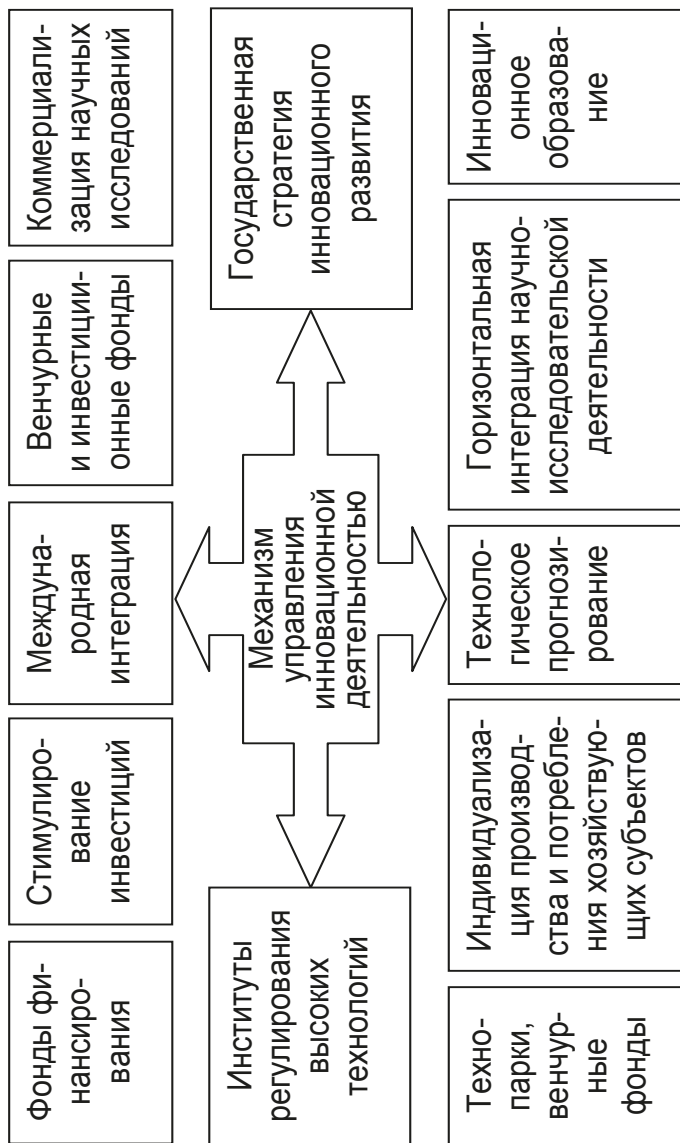 Фонды фи-
нансиро-
вания
Стимулиро-
вание
инвестиций
Междуна-
родная
интеграция
Венчурные
и инвестици-
онные фонды
Коммерциали-
зация научных
исследований
Институты
регулирования
высоких
технологий
Механизм
управления
инновационной
деятельностью
Государственная
стратегия
инновационного
развития
Техно-
парки,
венчур-
ные
фонды
Индивидуализа-
ция производ-
ства и потребле-
ния хозяйствую-
щих субъектов
Техноло-
гическое
прогнози-
рование
Горизонтальная
интеграция научно-
исследовательской
деятельности
Инноваци-
онное
образова-
ние